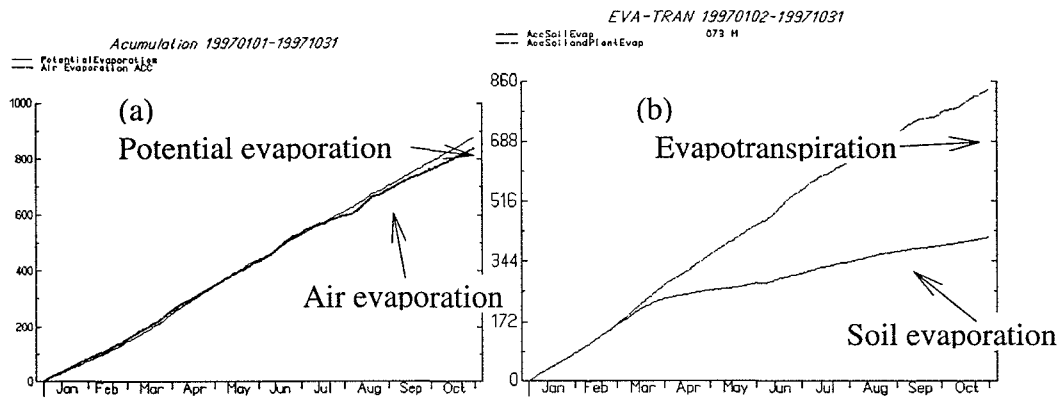 Acumulation 19970101-19971031
PotentialEvaporation
Air Evaporation ACC
(a)
Potential evaporation
Air evaporation
1000
800
600
400
200
0
Jan Feb Mar Apr May Jun Jul Aug Sep Oct
EVA-TRAN 19970102-19971031
073 M
AccSoilEvap
AccSoilandPlantEvap
(b)
Evapotranspiration
Soil evaporation
860
688
516
344
172
0
Jan Feb Mar Apr May Jun Jul Aug Sep Oct